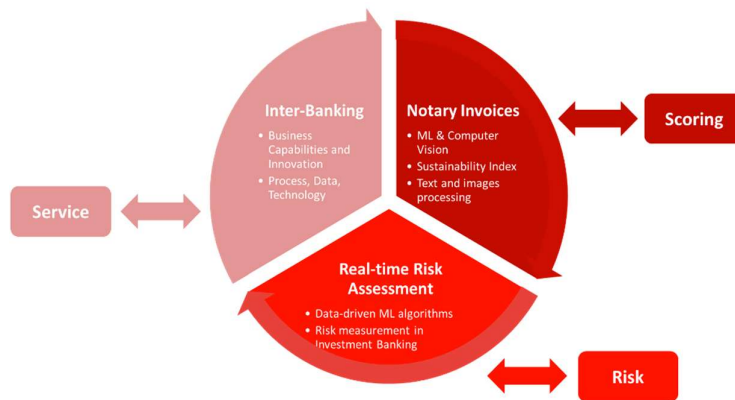 Inter-Banking
• Business
Capabilities and
Innovation
• Process, Data,
Technology
Notary Invoices
• ML & Computer
Vision
• Sustainability Index
• Text and images
processing
Scoring
Service
Real-time Risk
Assessment
• Data-driven ML algorithms
• Risk measurement in
Investment Banking
Risk